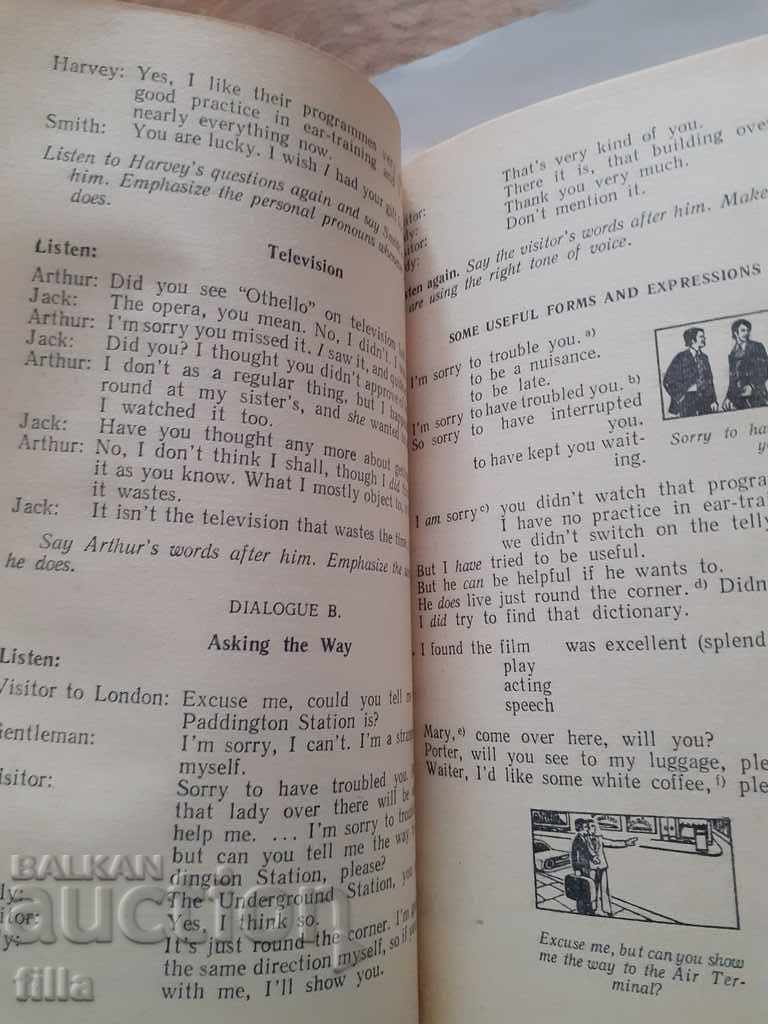 Harvey: Yes, I like their programmes
good practice in ear-training
nearly everything now.
Smith: You are lucky. I wish I had your
Listen to Harvey's questions again and say
him. Emphasize the personal pronouns
does.
Television
Listen:
Arthur: Did you see "Othello" on television
Jack: The opera, you mean. No, I didn't.
Arthur: I'm sorry you missed it. I saw it, and
Jack: Did you? I thought you didn't approve
Arthur: I don't as a regular thing, but I
round at my sister's, and she wanted
I watched it too.
Jack: Have you thought any more about
Arthur: No, I don't think I shall, though I did
it as you know. What I mostly object to,
it wastes.
Jack: It isn't the television that wastes the
Say Arthur's words after him. Emphasize the
he does.
DIALOGUE B.
Asking the Way
Listen:
Visitor to London: Excuse me, could you tell
Paddington Station is?
Gentleman: I'm sorry, I can't. I'm a
myself.
isitor: Sorry to have troubled you.
that lady over there will be
help me. ... I'm sorry to
but can you tell me the way
dington Station, please?
ly: The Underground Station, you
itor: Yes, I think so.
y: It's just round the corner. I'm
the same direction myself, so if
with me, I'll show you.
That's very kind of you.
There it is, that building over
itor: Thank you very much.
dy: Don't mention it.
sten again. Say the visitor's words after him. Make
are using the right tone of voice.
SOME USEFUL FORMS AND EXPRESSIONS
I'm sorry to trouble you. a)
to be a nuisance.
to be late.
I'm sorry to have troubled you. b)
So sorry to have interrupted
you.
to have kept you wait-
ing.
Sorry to
I am sorry c) you didn't watch that
I have no practice in
we didn't switch on the telly
But I have tried to be useful.
But he can be helpful if he wants to.
He does live just round the corner. d)
I did try to find that dictionary.
I found the film was excellent
play
acting
speech
Mary, e) come over here, will you?
Porter, will you see to my luggage,
Waiter, I'd like some white coffee, f)
Excuse me, but can you show
me the way to the Air Ter-
minal?
BALKAN
auction
filla